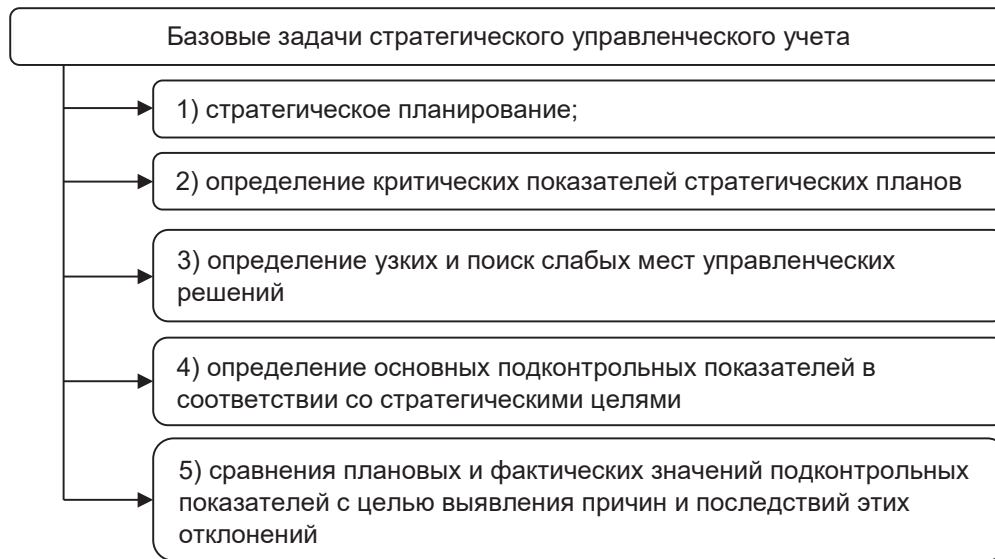 Базовые задачи стратегического управленческого учета
1) стратегическое планирование;
2) определение критических показателей стратегических планов
3) определение узких и поиск слабых мест управленческих
решений
4) определение основных подконтрольных показателей в
соответствии со стратегическими целями
5) сравнения плановых и фактических значений подконтрольных
показателей с целью выявления причин и последствий этих
отклонений